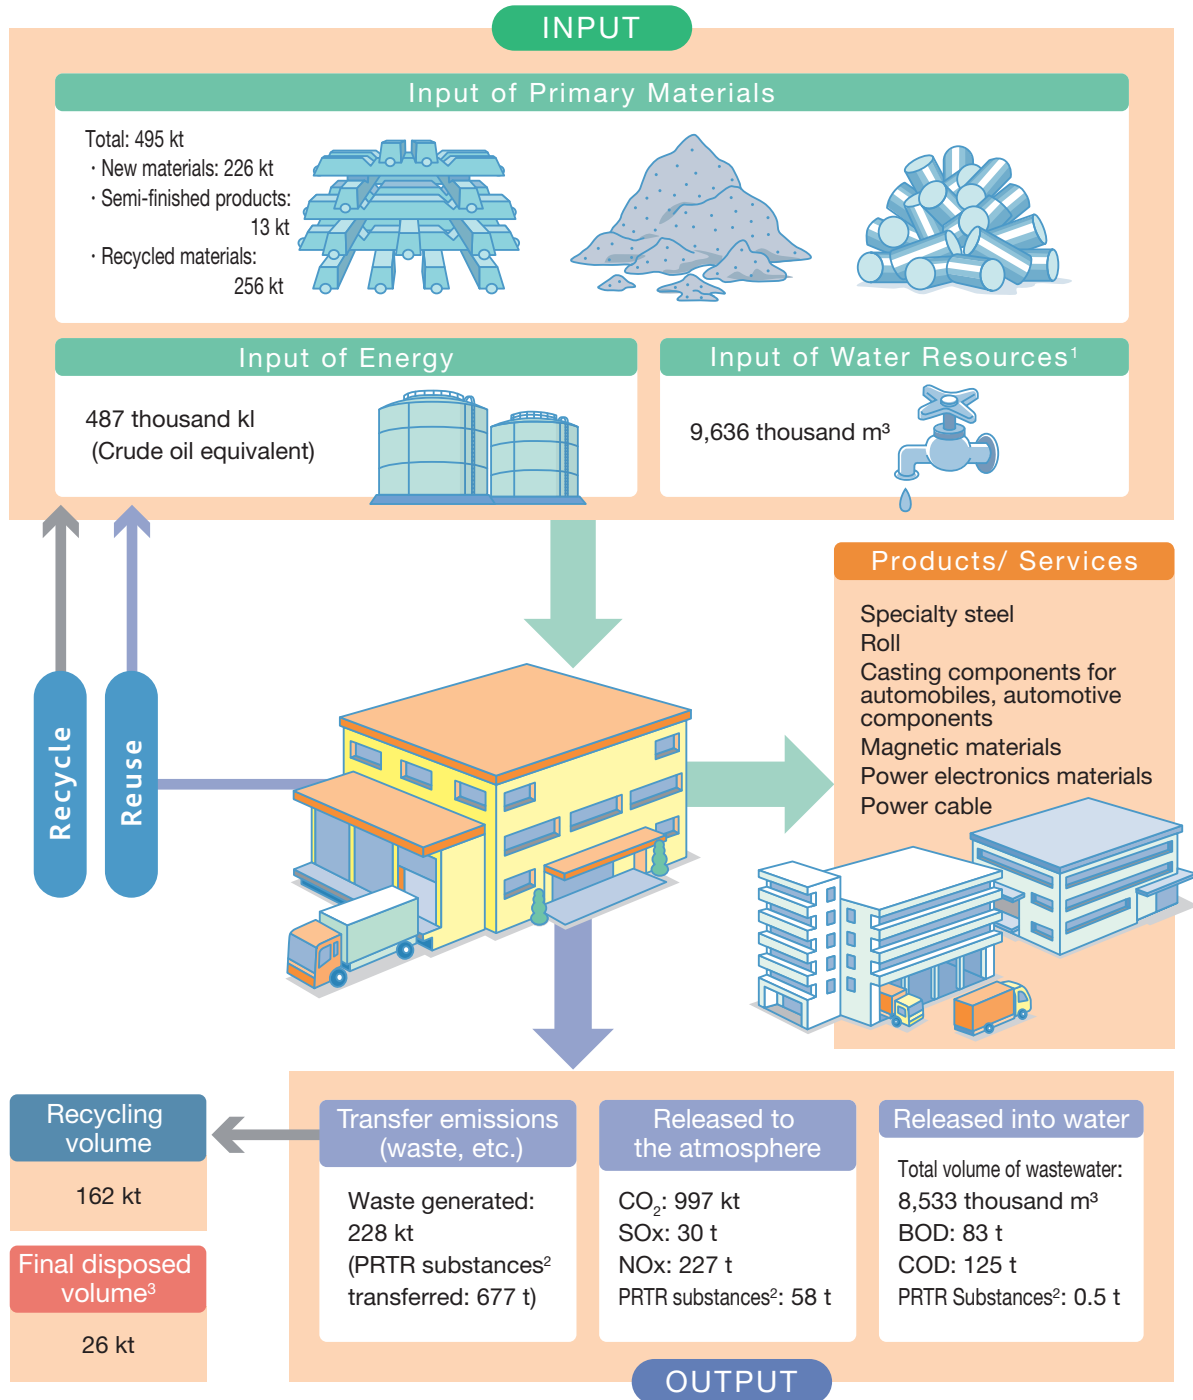 INPUT
Input of Primary Materials
Total: 495 kt
· New materials: 226 kt
· Semi-finished products:
13 kt
· Recycled materials:
256 kt
Input of Energy
487 thousand kl
(Crude oil equivalent)
Input of Water Resources¹
9,636 thousand m³
Recycle
Reuse
Products/ Services
Specialty steel
Roll
Casting components for
automobiles, automotive
components
Magnetic materials
Power electronics materials
Power cable
Recycling
volume
162 kt
Final disposed
volume³
26 kt
Transfer emissions
(waste, etc.)
Waste generated:
228 kt
(PRTR substances²
transferred: 677 t)
Released to
the atmosphere
CO₂: 997 kt
SOx: 30 t
NOx: 227 t
PRTR substances²: 58 t
Released into water
Total volume of wastewater:
8,533 thousand m³
BOD: 83 t
COD: 125 t
PRTR Substances²: 0.5 t
OUTPUT